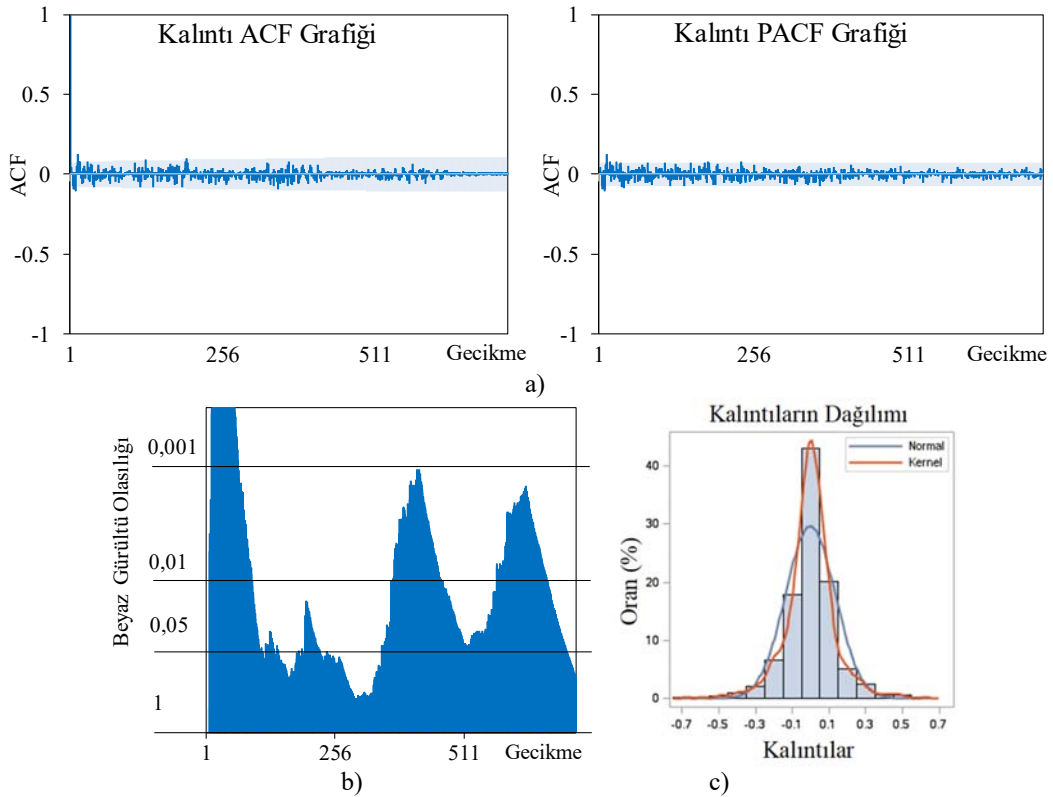 Kalıntı ACF Grafiği
ACF
1
0.5
0
-0.5
-1
1
256
511
Gecikme
Kalıntı PACF Grafiği
ACF
1
0.5
0
-0.5
-1
1
256
511
Gecikme
a)
Beyaz Gürültü Olasılığı
0,001
0,01
0,05
1
1
256
511
Gecikme
b)
Kalıntıların Dağılımı
Normal
Kernel
Oran (%)
40
30
20
10
0
-0.7
-0.5
-0.3
-0.1
0.1
0.3
0.5
0.7
Kalıntılar
c)